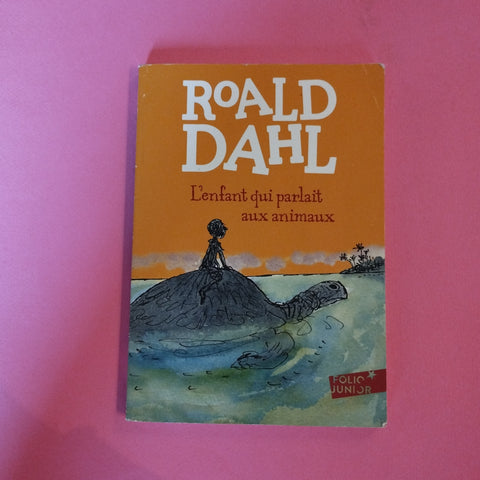 ROALD
DAHL
L'enfant qui parlait
aux animaux
FOLIO
JUNIOR